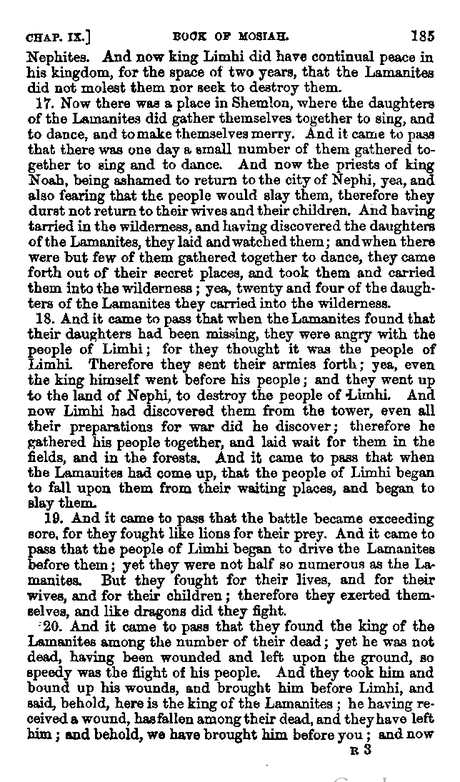 CHAP. IX.] BOOK OF MOSIAH. 185
Nephites. And now king Limhi did have continual peace in
his kingdom, for the space of two years, that the Lamanites
did not molest them nor seek to destroy them.
17. Now there was a place in Shemlon, where the daughters
of the Lamanites did gather themselves together to sing, and
to dance, and to make themselves merry. And it came to pass
that there was one day a small number of them gathered to-
gether to sing and to dance. And now the priests of king
Noah, being ashamed to return to the city of Nephi, yea, and
also fearing that the people would slay them, therefore they
durst not return to their wives and their children. And having
tarried in the wilderness, and having discovered the daughters
of the Lamanites, they laid and watched them; and when there
were but few of them gathered together to dance, they came
forth out of their secret places, and took them and carried
them into the wilderness; yea, twenty and four of the daugh-
ters of the Lamanites they carried into the wilderness.
18. And it came to pass that when the Lamanites found that
their daughters had been missing, they were angry with the
people of Limhi; for they thought it was the people of
Limhi. Therefore they sent their armies forth; yea, even
the king himself went before his people; and they went up
to the land of Nephi, to destroy the people of Limhi. And
now Limhi had discovered them from the tower, even all
their preparations for war did he discover; therefore he
gathered his people together, and laid wait for them in the
fields, and in the forests. And it came to pass that when
the Lamanites had come up, that the people of Limhi began
to fall upon them from their waiting places, and began to
slay them.
19. And it came to pass that the battle became exceeding
sore, for they fought like lions for their prey. And it came to
pass that the people of Limhi began to drive the Lamanites
before them; yet they were not half so numerous as the La-
manites. But they fought for their lives, and for their
wives, and for their children; therefore they exerted them-
selves, and like dragons did they fight.
20. And it came to pass that they found the king of the
Lamanites among the number of their dead; yet he was not
dead, having been wounded and left upon the ground, so
speedy was the flight of his people. And they took him and
bound up his wounds, and brought him before Limhi, and
said, behold, here is the king of the Lamanites; he having re-
ceived a wound, has fallen among their dead, and they have left
him; and behold, we have brought him before you; and now
R 3